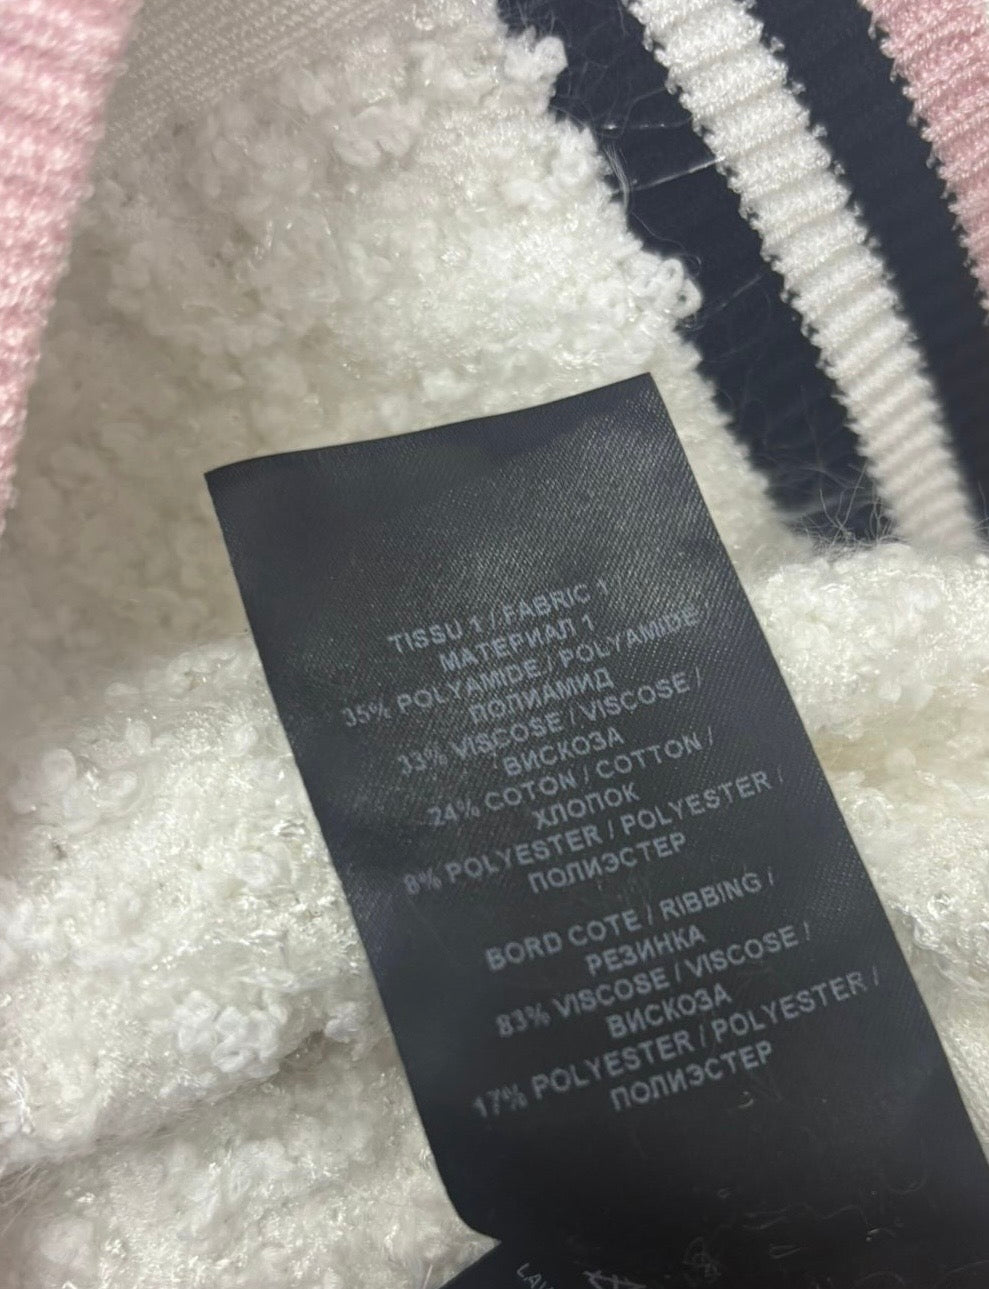 TISSU 1 / FABRIC 1
МАТЕРИАЛ 1
35% POLYAMIDE / POLYAMIDE /
ПОЛИАМИД
33% VISCOSE / VISCOSE /
ВИСКОЗА
24% COTON / COTTON /
ХЛОПОК
8% POLYESTER / POLYESTER /
ПОЛИЭСТЕР
BORD COTE / RIBBING /
РЕЗИНКА
83% VISCOSE / VISCOSE /
ВИСКОЗА
17% POLYESTER / POLYESTER /
ПОЛИЭСТЕР